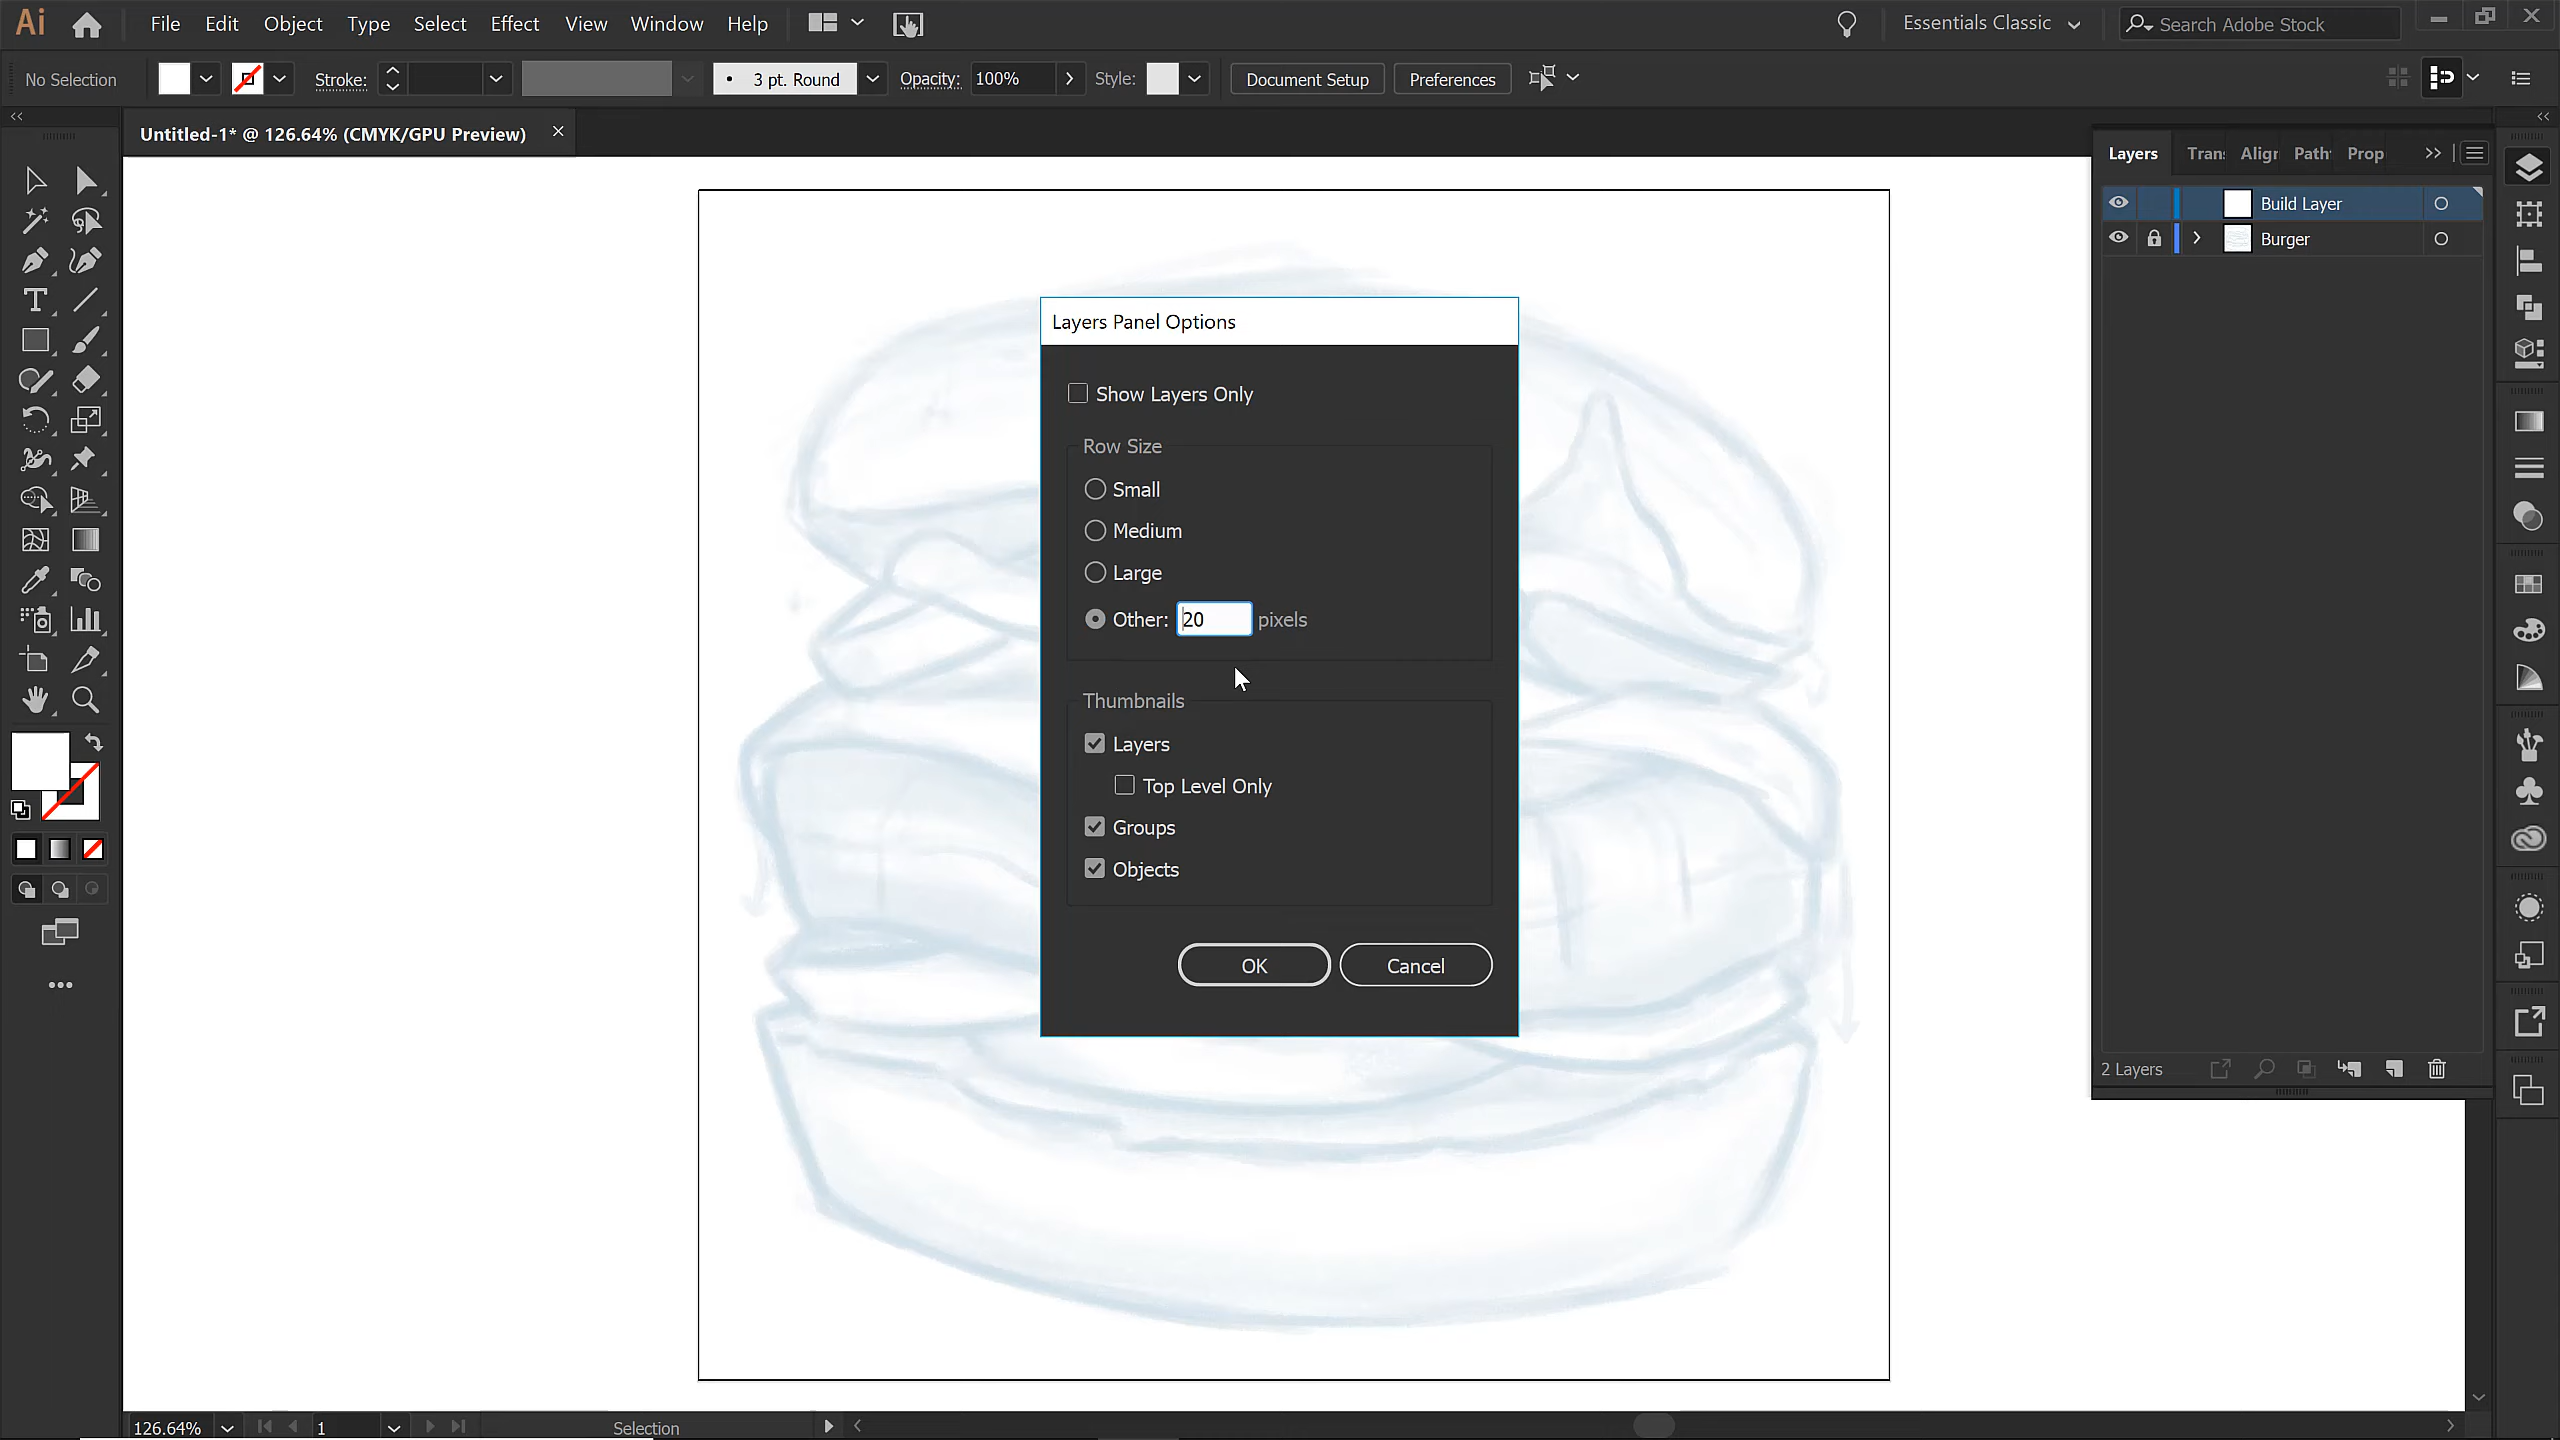 Ai File Edit Object Type Select Effect View Window Help Essentials Classic Search Adobe Stock
No Selection Stroke: 3 pt. Round Opacity: 100% Style: Document Setup Preferences
Untitled-1* @ 126.64% (CMYK/GPU Preview)
Layers Trans Align Path Prop
Build Layer
Burger
Layers Panel Options
Show Layers Only
Row Size
Small
Medium
Large
Other: 20 pixels
Thumbnails
Layers
Top Level Only
Groups
Objects
OK Cancel
2 Layers
126.64% 1 Selection